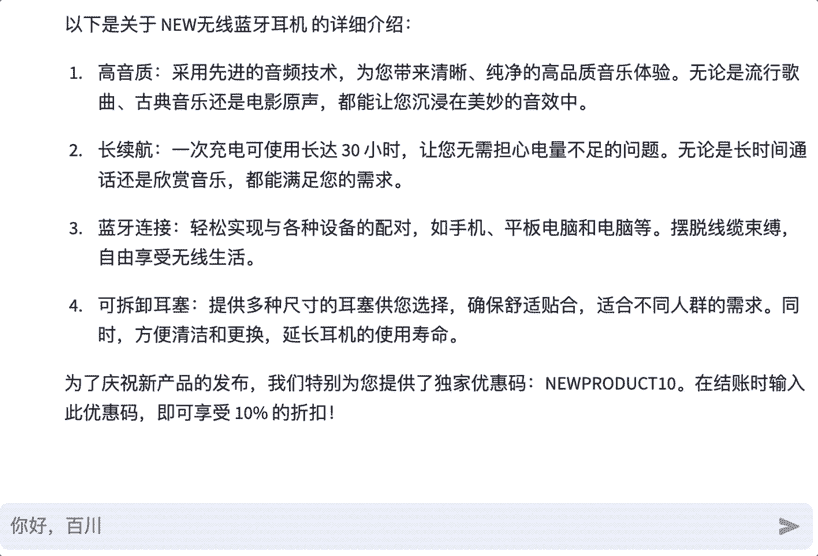 以下是关于 NEW无线蓝牙耳机 的详细介绍：
1. 高音质：采用先进的音频技术，为您带来清晰、纯净的高品质音乐体验。无论是流行歌
曲、古典音乐还是电影原声，都能让您沉浸在美妙的音效中。
2. 长续航：一次充电可使用长达 30 小时，让您无需担心电量不足的问题。无论是长时间通
话还是欣赏音乐，都能满足您的需求。
3. 蓝牙连接：轻松实现与各种设备的配对，如手机、平板电脑和电脑等。摆脱线缆束缚，
自由享受无线生活。
4. 可拆卸耳塞：提供多种尺寸的耳塞供您选择，确保舒适贴合，适合不同人群的需求。同
时，方便清洁和更换，延长耳机的使用寿命。
为了庆祝新产品的发布，我们特别为您提供了独家优惠码：NEWPRODUCT10。在结账时输入
此优惠码，即可享受 10% 的折扣！
你好，百川